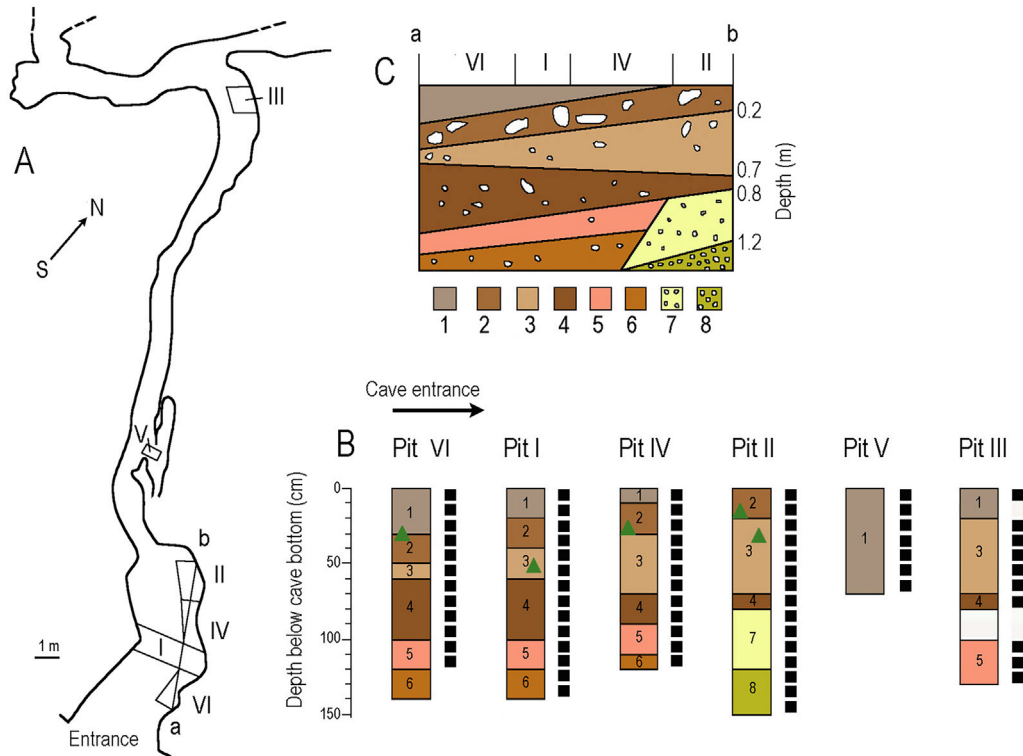 A
III
N
S
V
b
II
IV
I
VI
a
1 m
Entrance
C
a
b
VI
I
IV
II
0.2
0.7
0.8
1.2
Depth (m)
1
2
3
4
5
6
7
8
Cave entrance
B
Pit VI
Pit I
Pit IV
Pit II
Pit V
Pit III
Depth below cave bottom (cm)
0
50
100
150
1
2
3
4
5
6
1
2
3
4
5
6
1
2
3
4
5
6
2
3
4
7
8
1
1
3
4
5